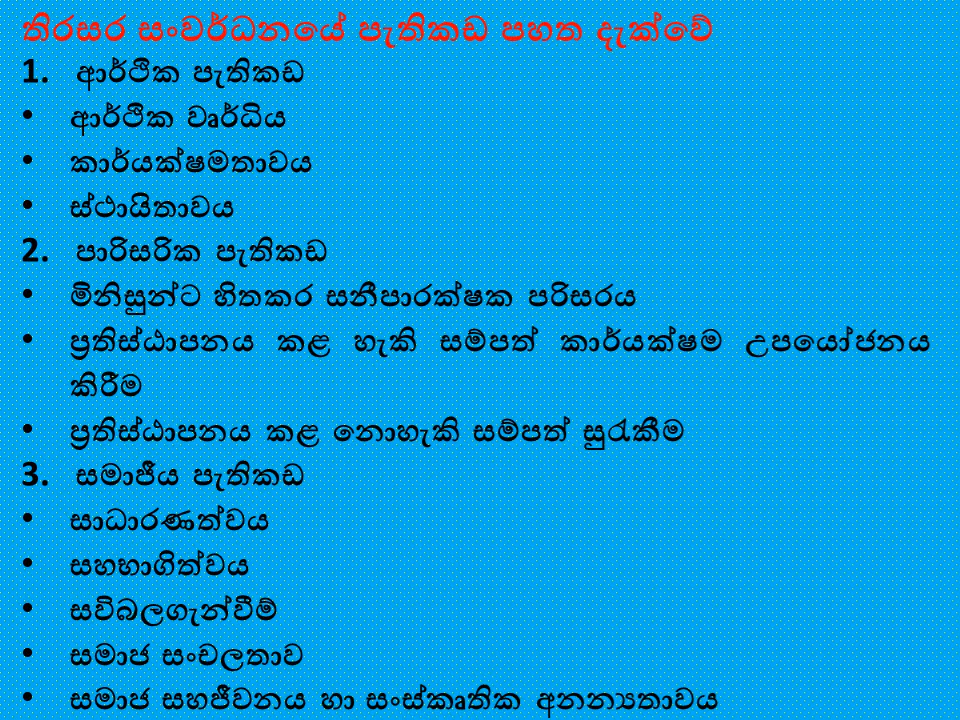 තිරසර සංවර්ධනයේ පැතිකඩ පහත දැක්වේ
1. ආර්ථික පැතිකඩ
• ආර්ථික වෘර්ධිය
• කාර්යක්ෂමතාවය
• ස්ථායිතාවය
2. පාරිසරික පැතිකඩ
• මිනිසුන්ට හිතකර සනීපාරක්ෂක පරිසරය
• ප්‍රතිස්ඨාපනය කළ හැකි සම්පත් කාර්යක්ෂම උපයෝජනය
කිරීම
• ප්‍රතිස්ඨාපනය කළ නොහැකි සම්පත් සුරැකීම
3. සමාජීය පැතිකඩ
• සාධාරණත්වය
• සහභාගිත්වය
• සවිබලගැන්වීම්
• සමාජ සංචලතාව
• සමාජ සහජීවනය හා සංස්කෘතික අනන්‍යතාවය